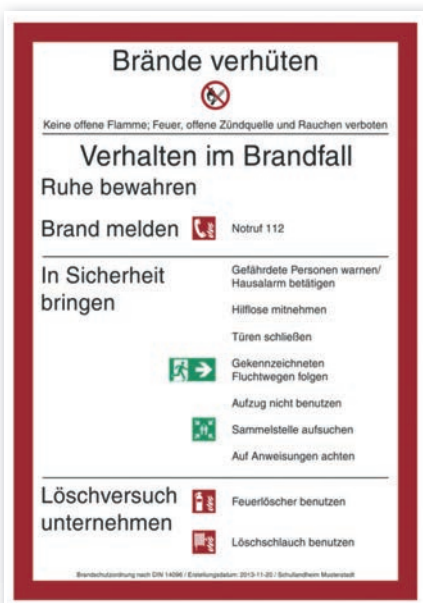 Brände verhüten
Keine offene Flamme; Feuer, offene Zündquelle und Rauchen verboten
Verhalten im Brandfall
Ruhe bewahren
Brand melden
Notruf 112
In Sicherheit
bringen
Gefährdete Personen warnen/
Hausalarm betätigen
Hilflose mitnehmen
Türen schließen
Gekennzeichneten
Fluchtwegen folgen
Aufzug nicht benutzen
Sammelstelle aufsuchen
Auf Anweisungen achten
Löschversuch
unternehmen
Feuerlöscher benutzen
Löschschlauch benutzen
Brandschutzordnung nach DIN 14096 / Erstellungsdatum: 2013-11-20 / Schullandheim Musterstadt